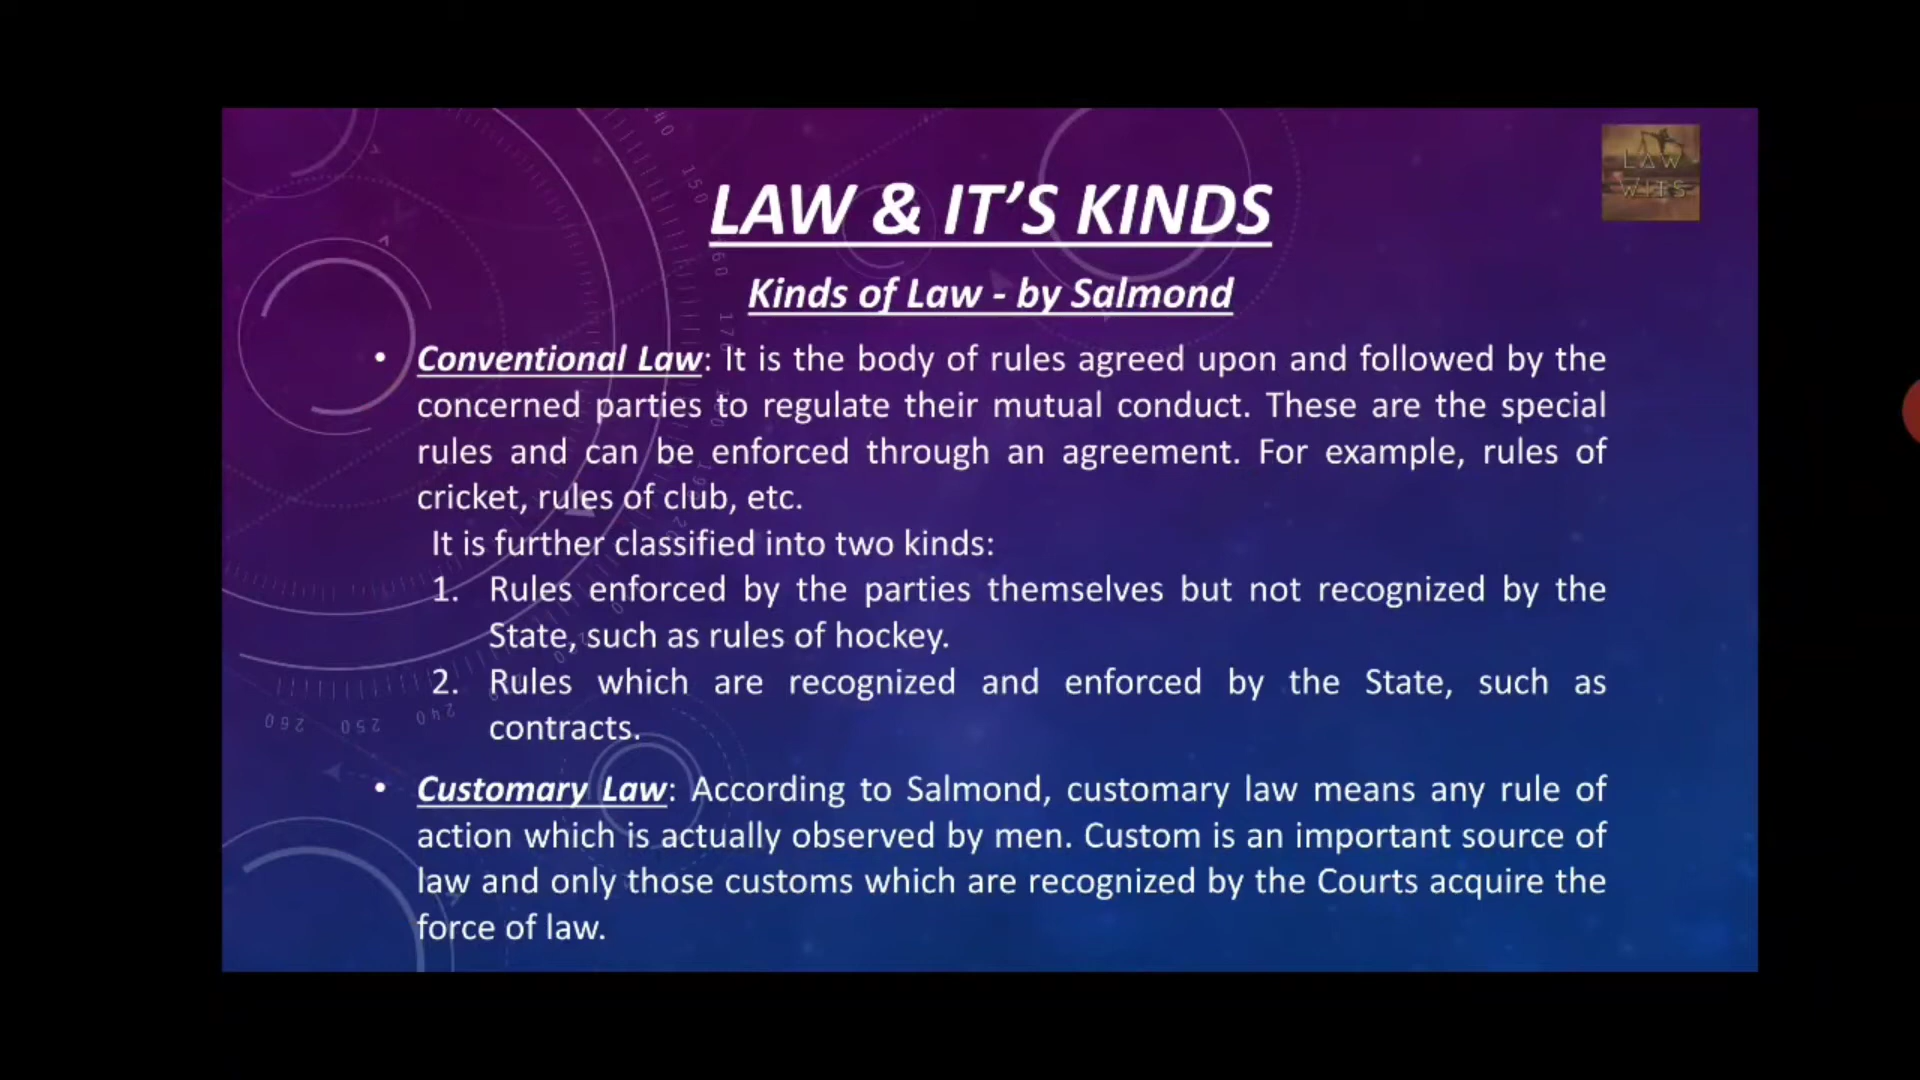 LAW WITS
LAW & IT'S KINDS
Kinds of Law - by Salmond
• Conventional Law: It is the body of rules agreed upon and followed by the
concerned parties to regulate their mutual conduct. These are the special
rules and can be enforced through an agreement. For example, rules of
cricket, rules of club, etc.
It is further classified into two kinds:
1. Rules enforced by the parties themselves but not recognized by the
State, such as rules of hockey.
2. Rules which are recognized and enforced by the State, such as
contracts.
• Customary Law: According to Salmond, customary law means any rule of
action which is actually observed by men. Custom is an important source of
law and only those customs which are recognized by the Courts acquire the
force of law.